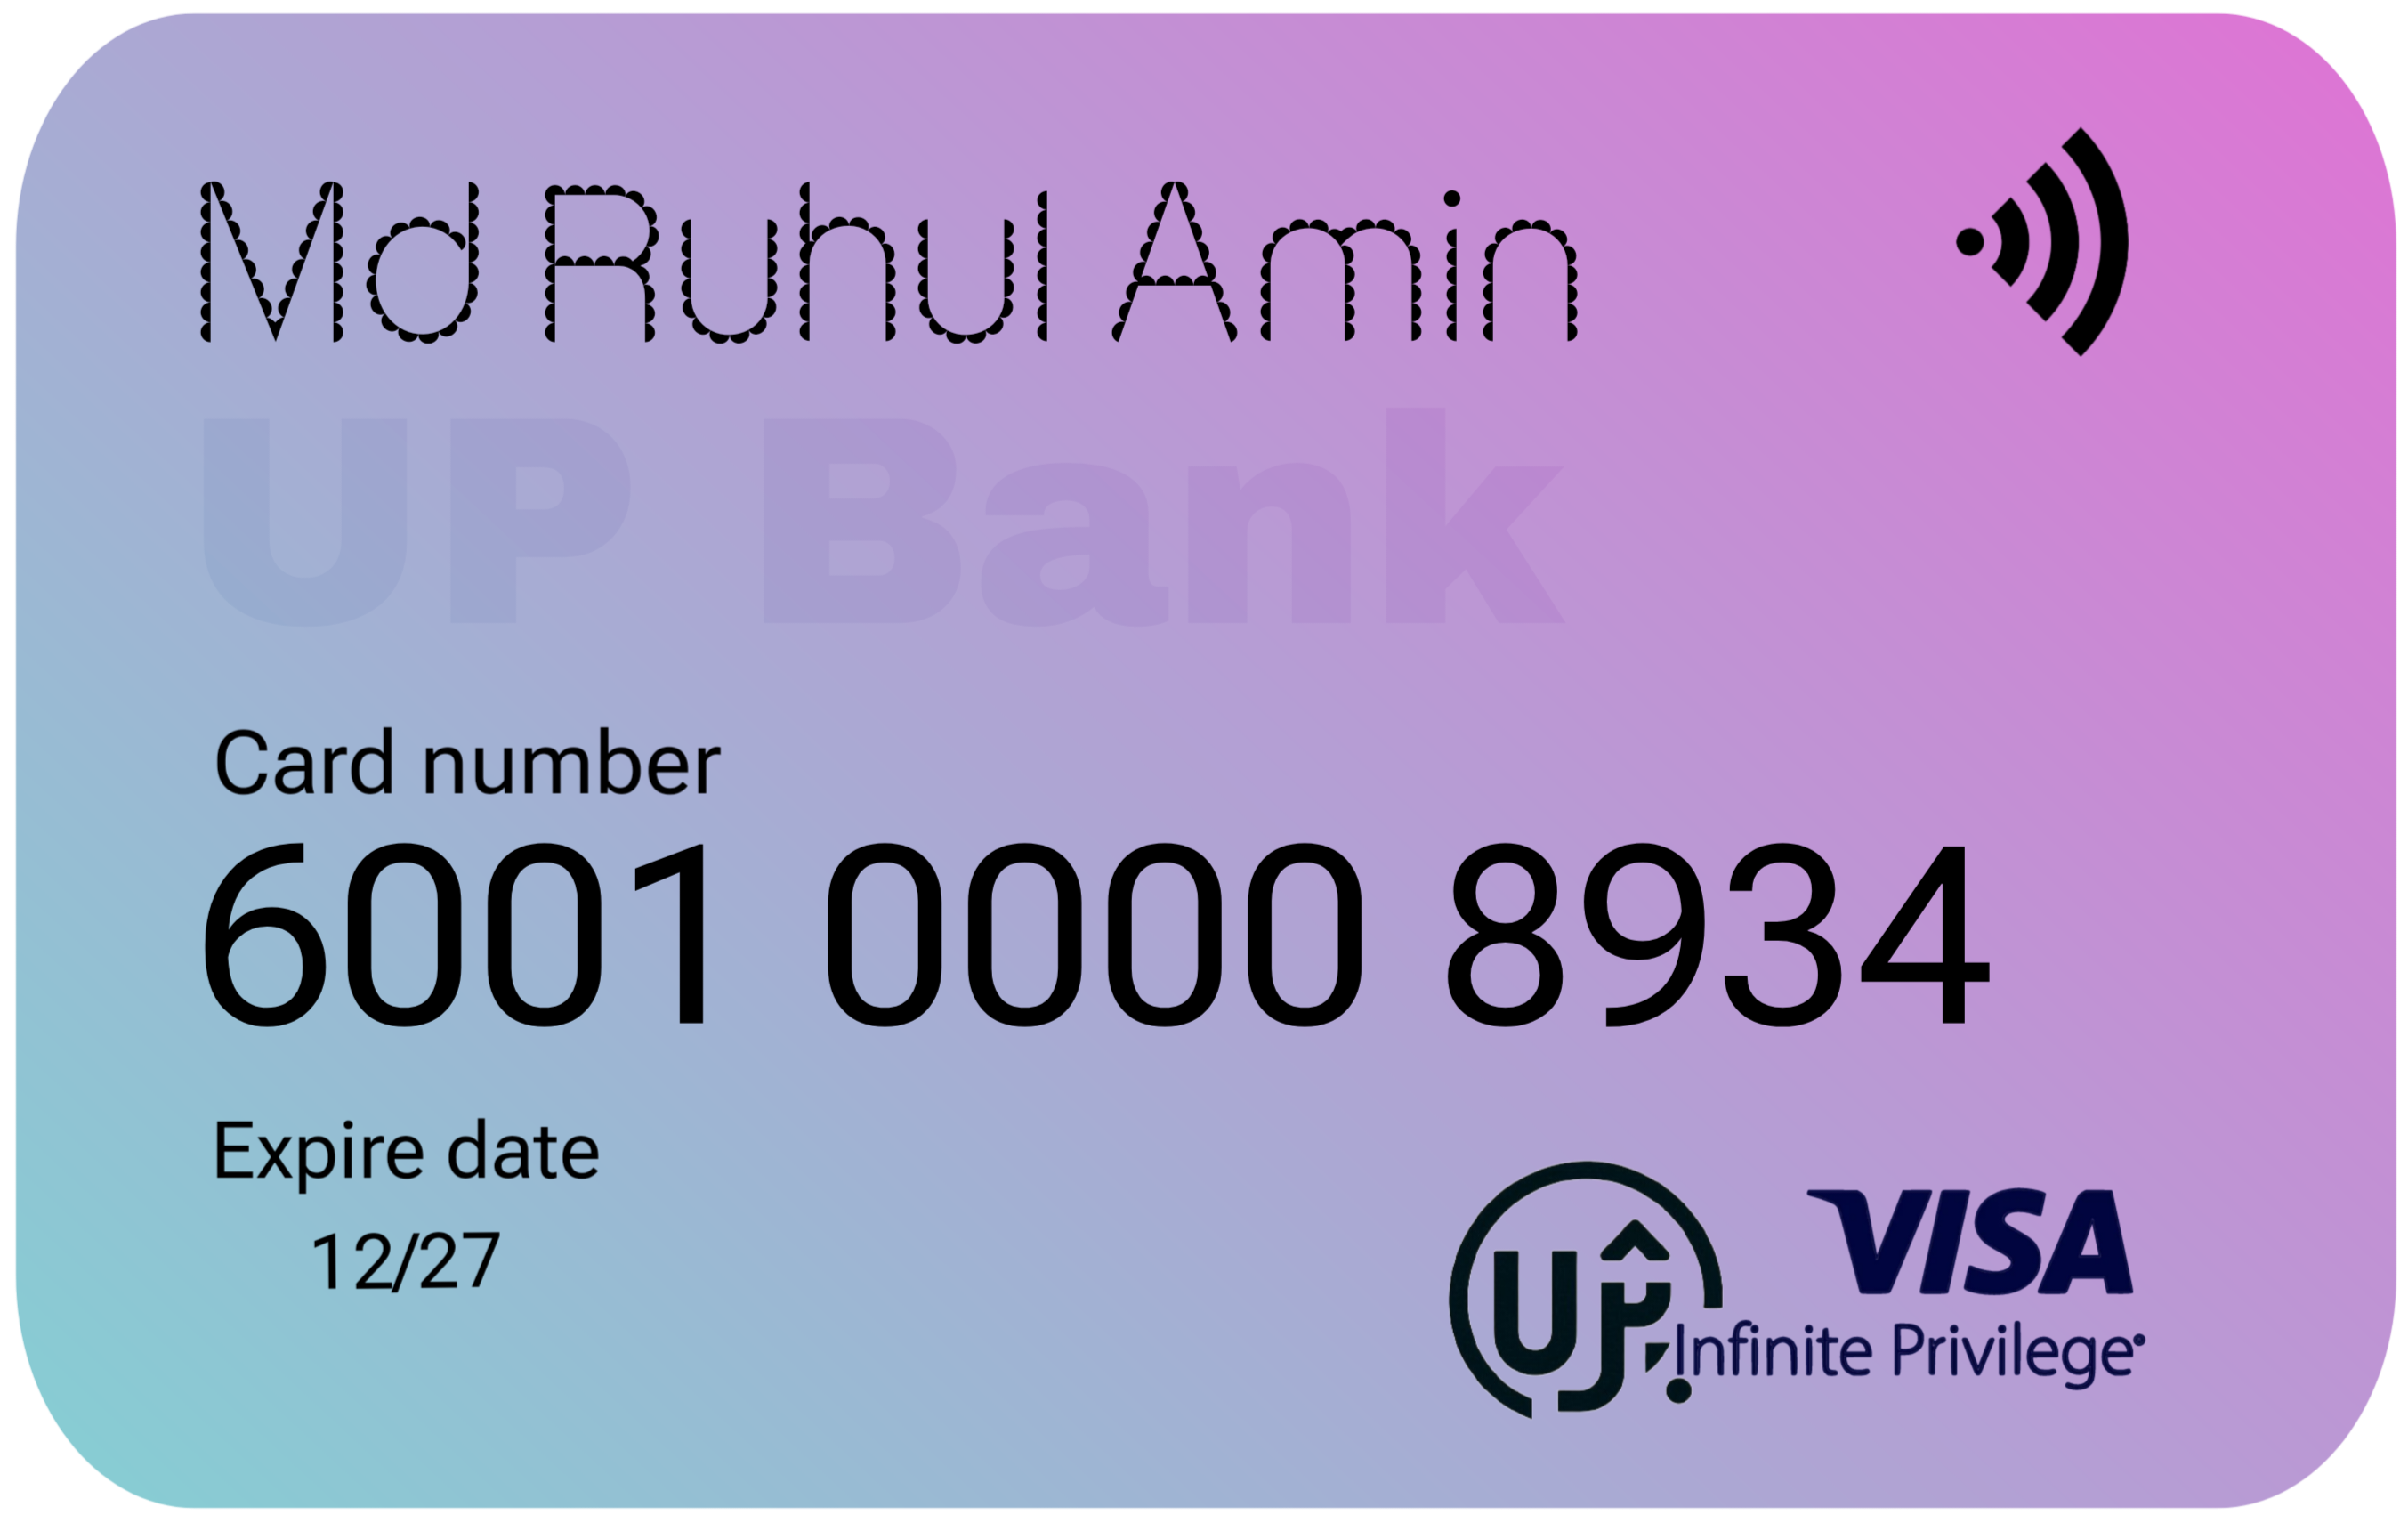 Md Ruhul Amin
UP Bank
Card number
6001 0000 8934
Expire date
12/27
UP
VISA
Infinite Privilege